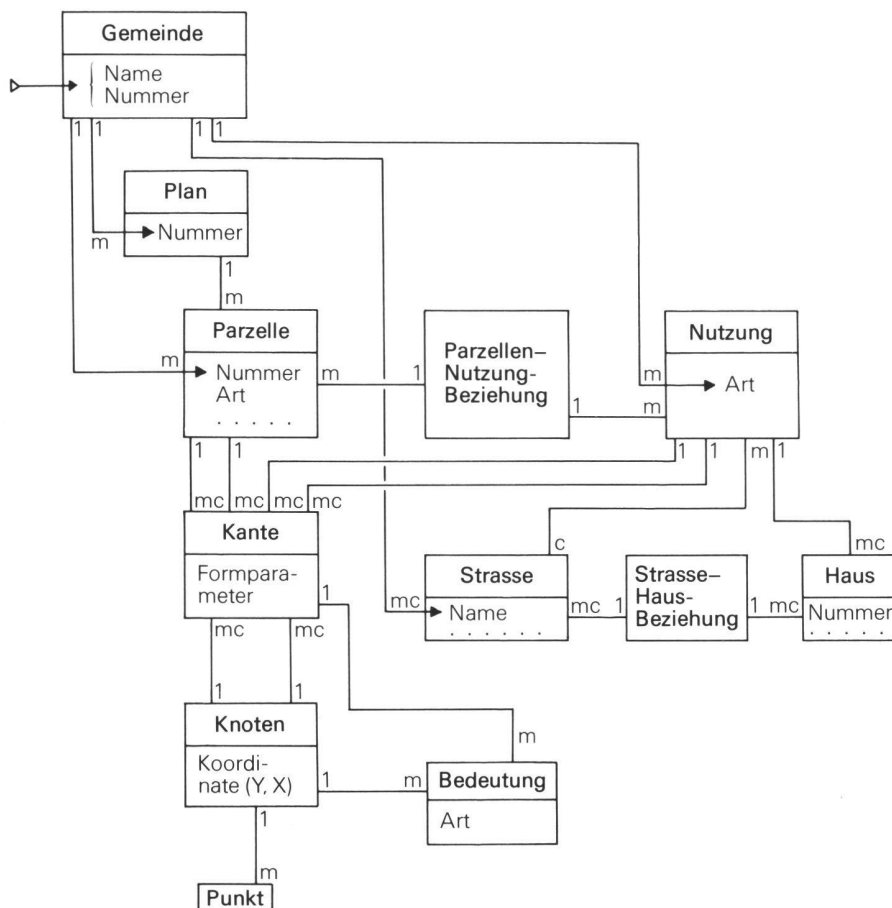 Gemeinde
Name
Nummer
1 1 1 1
Plan
m Nummer
1
m
Parzelle
m Nummer
Art
. . . . .
m 1
Parzellen–
Nutzung-
Beziehung
1 m
Nutzung
m Art
1 1 1 1 m 1
mc mc mc mc
Kante
Formpara-
meter
1
mc mc
c
mc
Strasse
mc Name
. . . . . .
mc 1
Strasse–
Haus-
Beziehung
1 mc
Haus
Nummer
. . . . .
1 1
Knoten
Koordi-
nate (Y, X)
1 m
m
Bedeutung
Art
1
m
Punkt